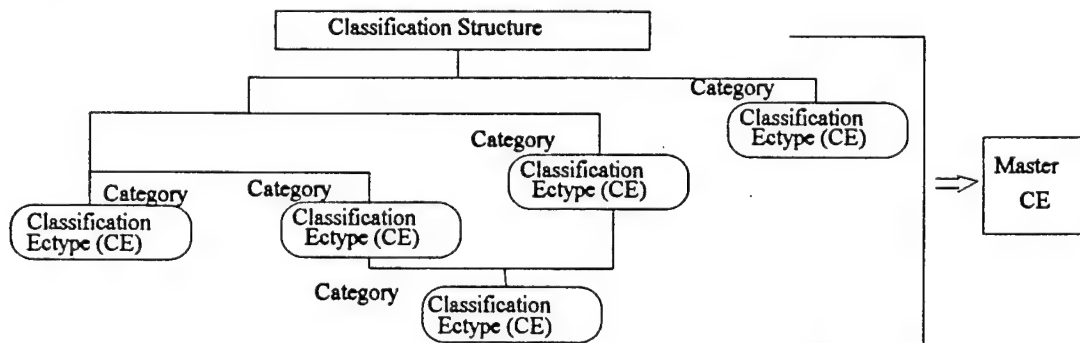 Classification Structure
Category
Classification
Ectype (CE)
Category
Classification
Ectype (CE)
Master
CE
Category
Category
Classification
Ectype (CE)
Classification
Ectype (CE)
Category
Classification
Ectype (CE)